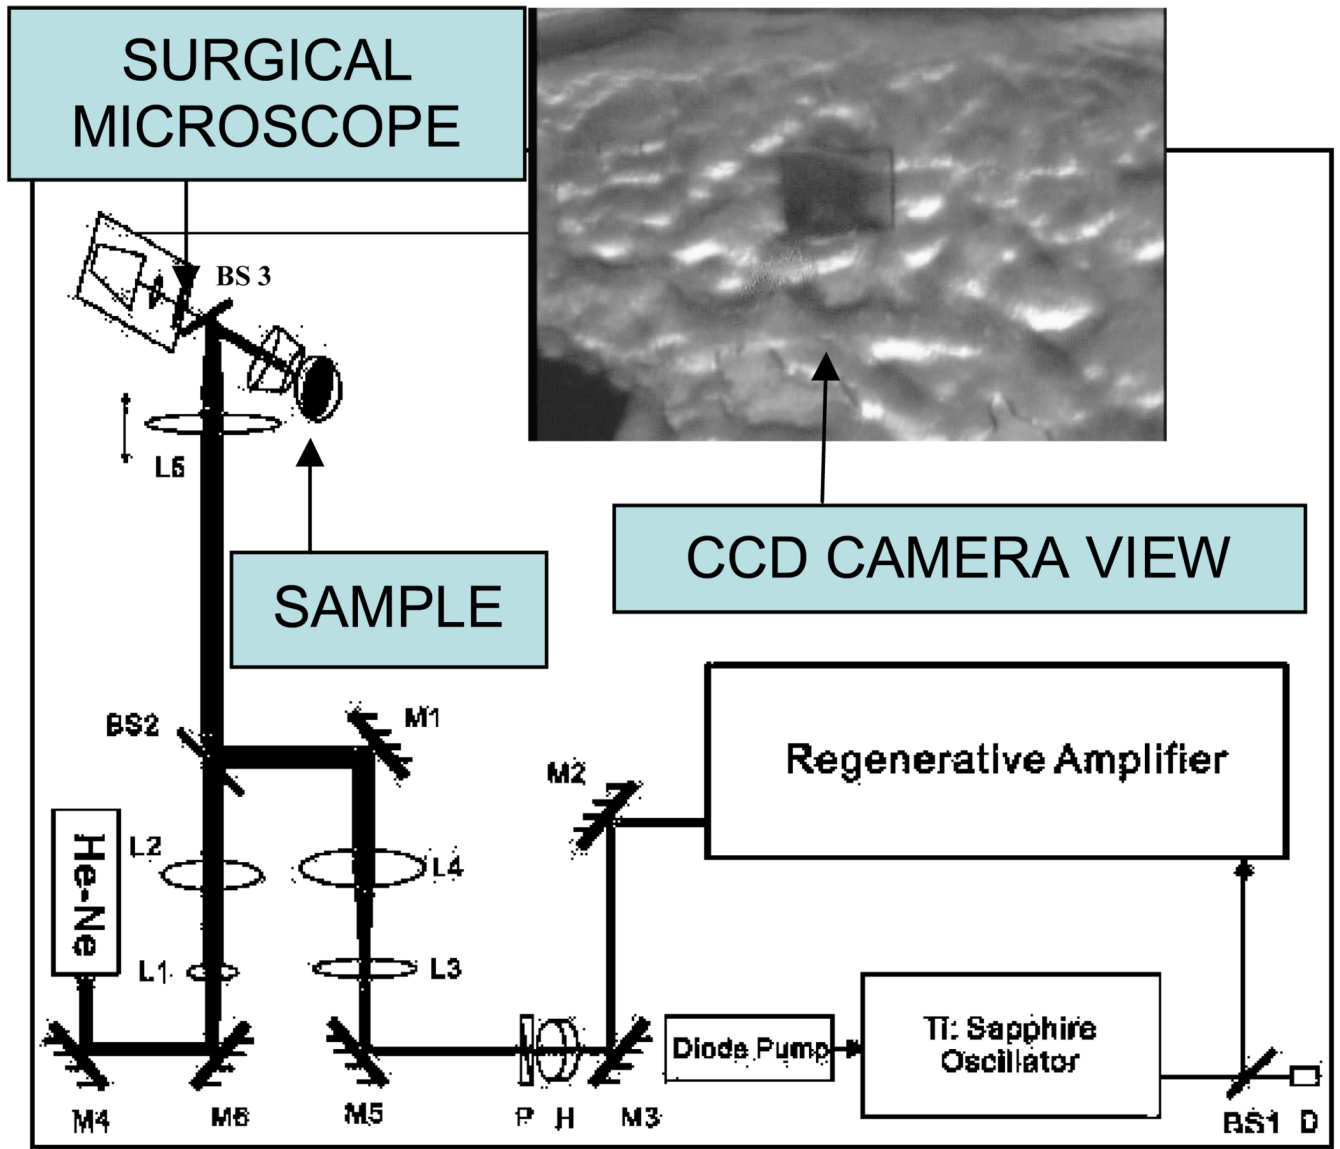 SURGICAL
MICROSCOPE
BS 3
L5
SAMPLE
CCD CAMERA VIEW
BS2
M1
M2
Regenerative Amplifier
He-Ne
L2
L4
L1
L3
Diode Pump
Ti: Sapphire
Oscillator
M4
M6
M5
P
H
M3
BS1
D